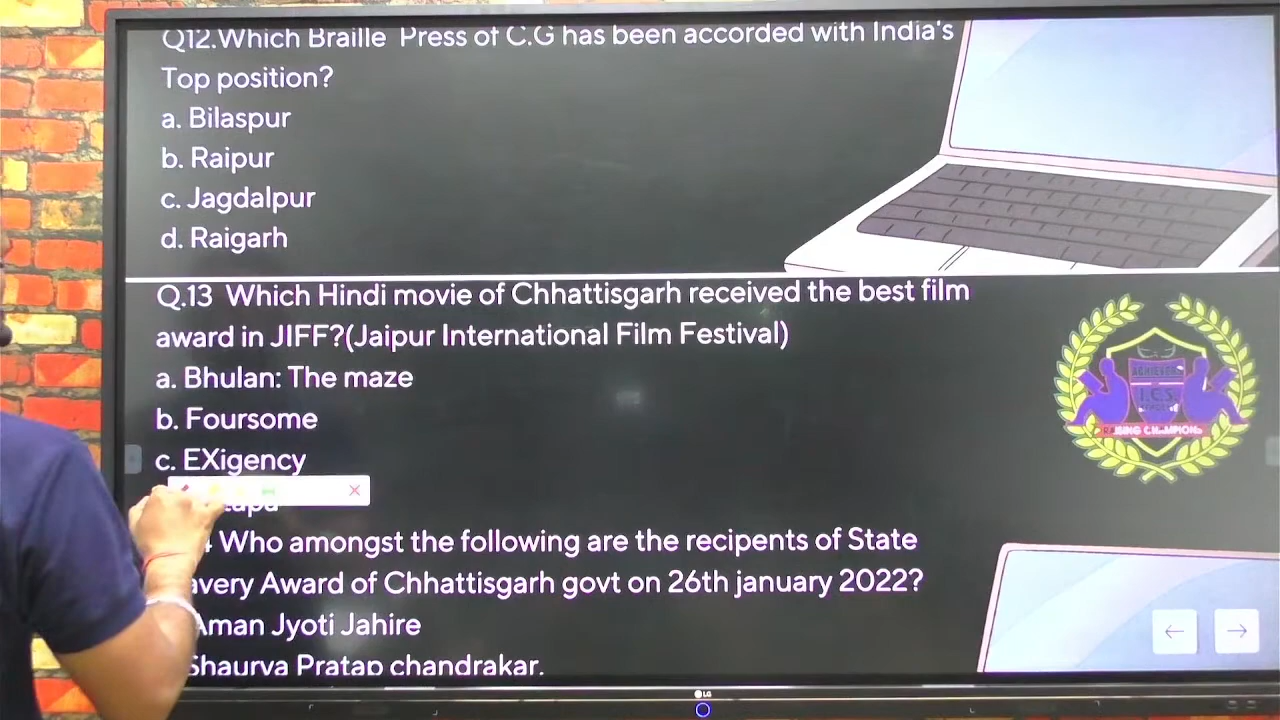 Q12.Which Braille Press of C.G has been accorded with India's
Top position?
a. Bilaspur
b. Raipur
c. Jagdalpur
d. Raigarh
Q.13 Which Hindi movie of Chhattisgarh received the best film
award in JIFF?(Jaipur International Film Festival)
a. Bhulan: The maze
b. Foursome
c. EXigency
Who amongst the following are the recipents of State
avery Award of Chhattisgarh govt on 26th january 2022?
Aman Jyoti Jahire
Shaurya Pratap chandrakar.
ACHIEVERS
I.C.S.
LG